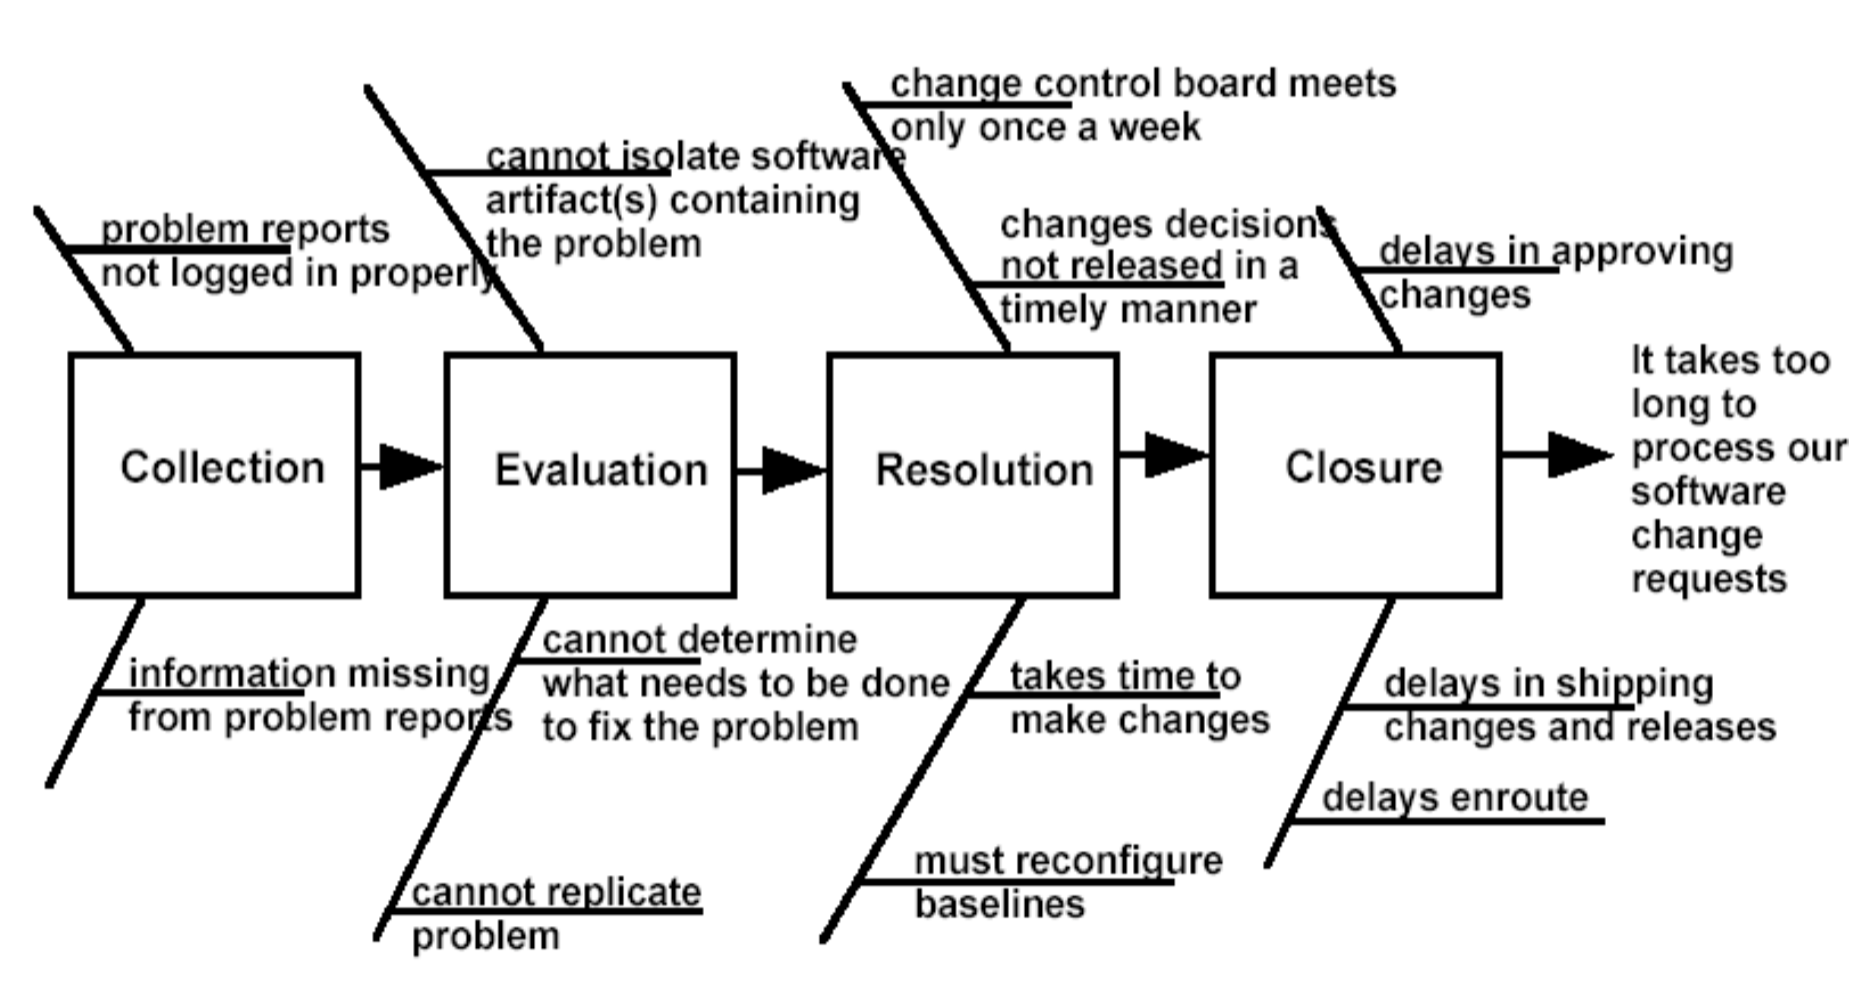 change control board meets
only once a week
cannot isolate software
artifact(s) containing
the problem
problem reports
not logged in properly
changes decisions
not released in a
timely manner
delays in approving
changes
Collection
Evaluation
Resolution
Closure
It takes too
long to
process our
software
change
requests
information missing
from problem reports
cannot determine
what needs to be done
to fix the problem
cannot replicate
problem
takes time to
make changes
must reconfigure
baselines
delays in shipping
changes and releases
delays enroute